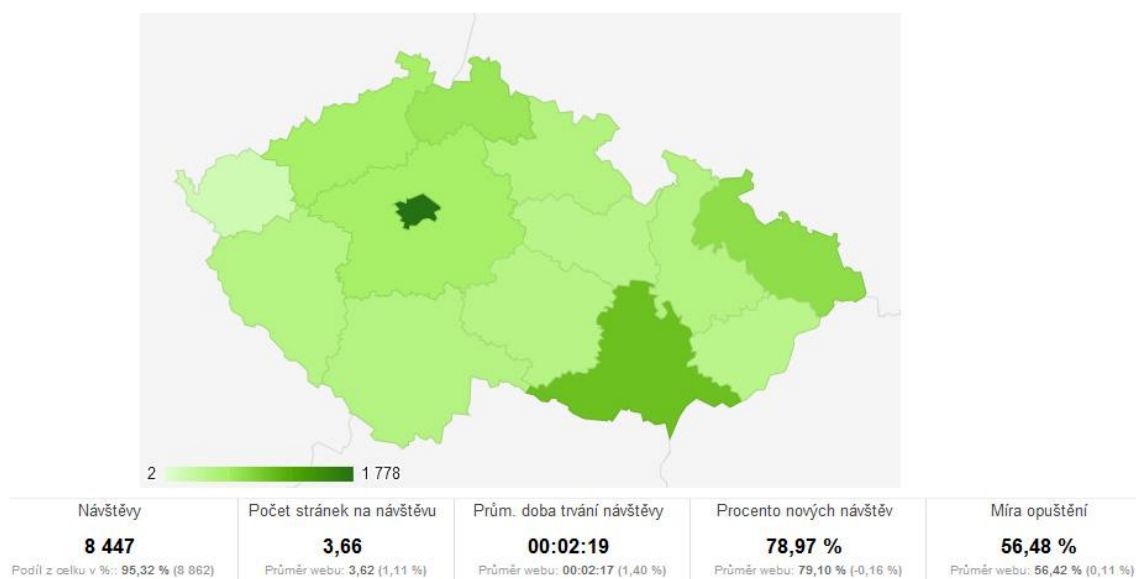 2 1 778
Návštěvy Počet stránek na návštěvu Prům. doba trvání návštěvy Procento nových návštěv Míra opuštění
8 447 3,66 00:02:19 78,97 % 56,48 %
Podíl z celku v %:: 95,32 % (8 862) Průměr webu: 3,62 (1,11 %) Průměr webu: 00:02:17 (1,40 %) Průměr webu: 79,10 % (-0,16 %) Průměr webu: 56,42 % (0,11 %)